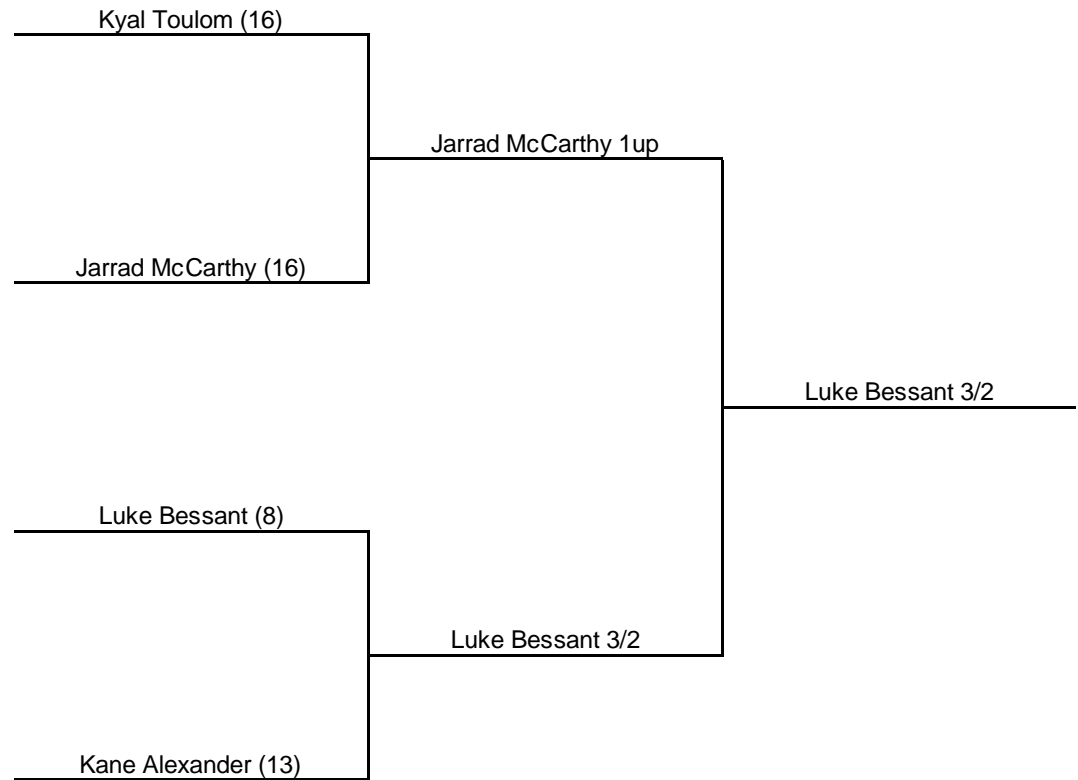 Kyal Toulom (16)
Jarrad McCarthy 1up
Jarrad McCarthy (16)
Luke Bessant 3/2
Luke Bessant (8)
Luke Bessant 3/2
Kane Alexander (13)